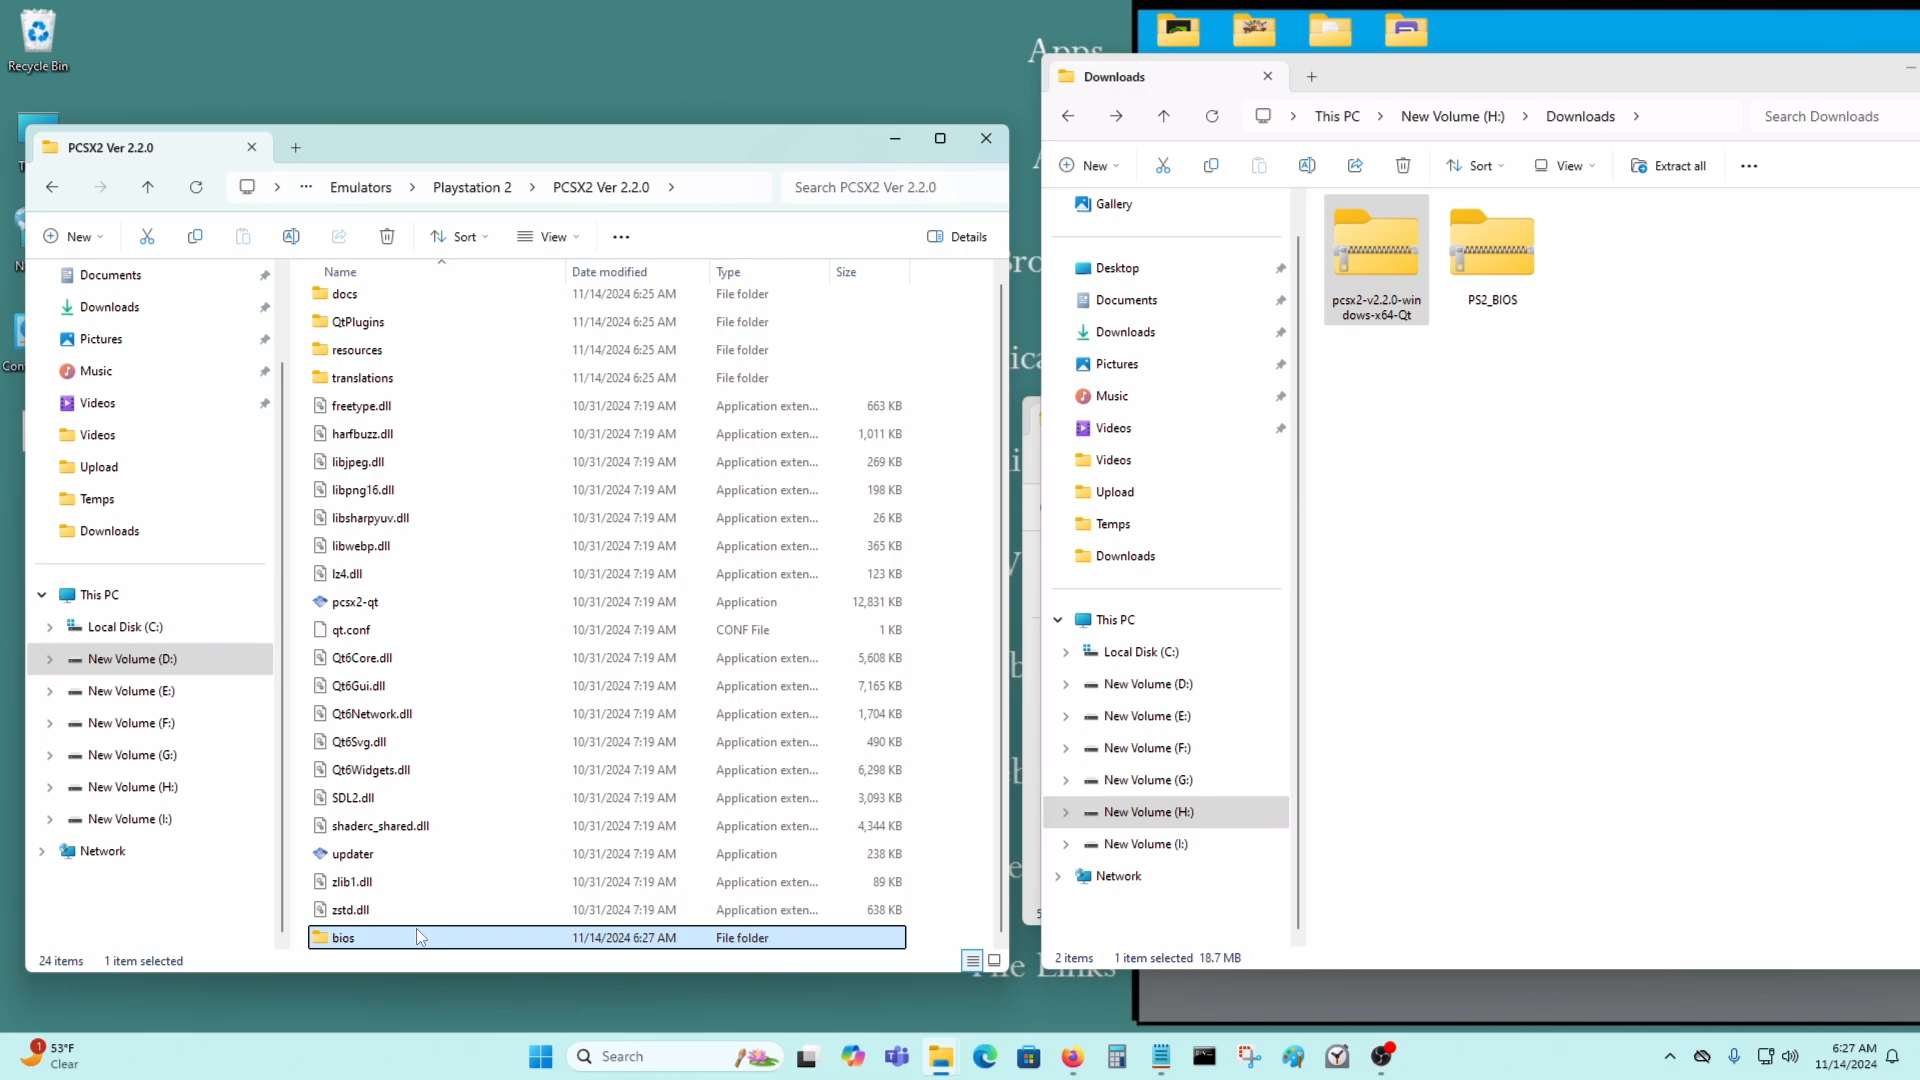 Recycle Bin
Apps
PCSX2 Ver 2.2.0
Emulators
Playstation 2
PCSX2 Ver 2.2.0
Search PCSX2 Ver 2.2.0
New
Sort
View
Details
Documents
Downloads
Pictures
Music
Videos
Videos
Upload
Temps
Downloads
This PC
Local Disk (C:)
New Volume (D:)
New Volume (E:)
New Volume (F:)
New Volume (G:)
New Volume (H:)
New Volume (I:)
Network
Name Date modified Type Size
docs 11/14/2024 6:25 AM File folder
QtPlugins 11/14/2024 6:25 AM File folder
resources 11/14/2024 6:25 AM File folder
translations 11/14/2024 6:25 AM File folder
freetype.dll 10/31/2024 7:19 AM Application exten... 663 KB
harfbuzz.dll 10/31/2024 7:19 AM Application exten... 1,011 KB
libjpeg.dll 10/31/2024 7:19 AM Application exten... 269 KB
libpng16.dll 10/31/2024 7:19 AM Application exten... 198 KB
libsharpyuv.dll 10/31/2024 7:19 AM Application exten... 26 KB
libwebp.dll 10/31/2024 7:19 AM Application exten... 365 KB
lz4.dll 10/31/2024 7:19 AM Application exten... 123 KB
pcsx2-qt 10/31/2024 7:19 AM Application 12,831 KB
qt.conf 10/31/2024 7:19 AM CONF File 1 KB
Qt6Core.dll 10/31/2024 7:19 AM Application exten... 5,608 KB
Qt6Gui.dll 10/31/2024 7:19 AM Application exten... 7,165 KB
Qt6Network.dll 10/31/2024 7:19 AM Application exten... 1,704 KB
Qt6Svg.dll 10/31/2024 7:19 AM Application exten... 490 KB
Qt6Widgets.dll 10/31/2024 7:19 AM Application exten... 6,298 KB
SDL2.dll 10/31/2024 7:19 AM Application exten... 3,093 KB
shaderc_shared.dll 10/31/2024 7:19 AM Application exten... 4,344 KB
updater 10/31/2024 7:19 AM Application 238 KB
zlib1.dll 10/31/2024 7:19 AM Application exten... 89 KB
zstd.dll 10/31/2024 7:19 AM Application exten... 638 KB
bios 11/14/2024 6:27 AM File folder
24 items 1 item selected
Downloads
This PC
New Volume (H:)
Downloads
Search Downloads
New
Sort
View
Extract all
Gallery
Desktop
Documents
Downloads
Pictures
Music
Videos
Videos
Upload
Temps
Downloads
This PC
Local Disk (C:)
New Volume (D:)
New Volume (E:)
New Volume (F:)
New Volume (G:)
New Volume (H:)
New Volume (I:)
Network
pcsx2-v2.2.0-win
dows-x64-Qt
PS2_BIOS
2 items 1 item selected 18.7 MB
1
53°F
Clear
Search
6:27 AM
11/14/2024